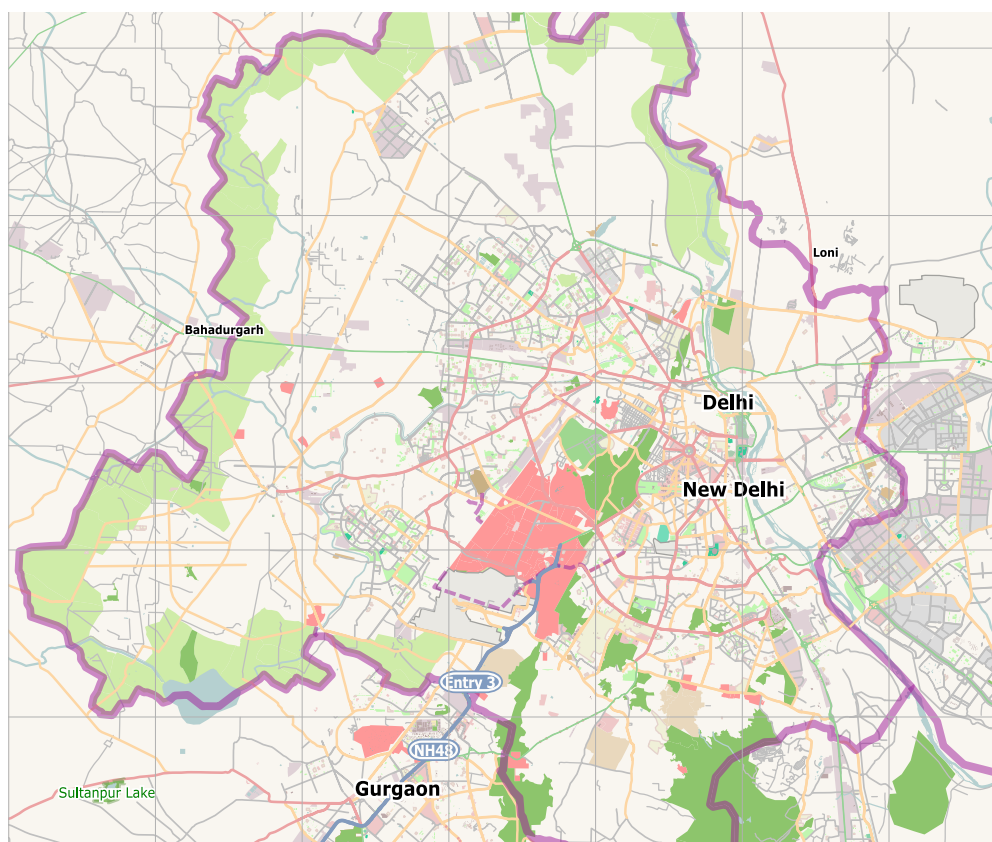 Loni
Bahadurgarh
Delhi
New Delhi
Entry 3
NH48
Gurgaon
Sultanpur Lake